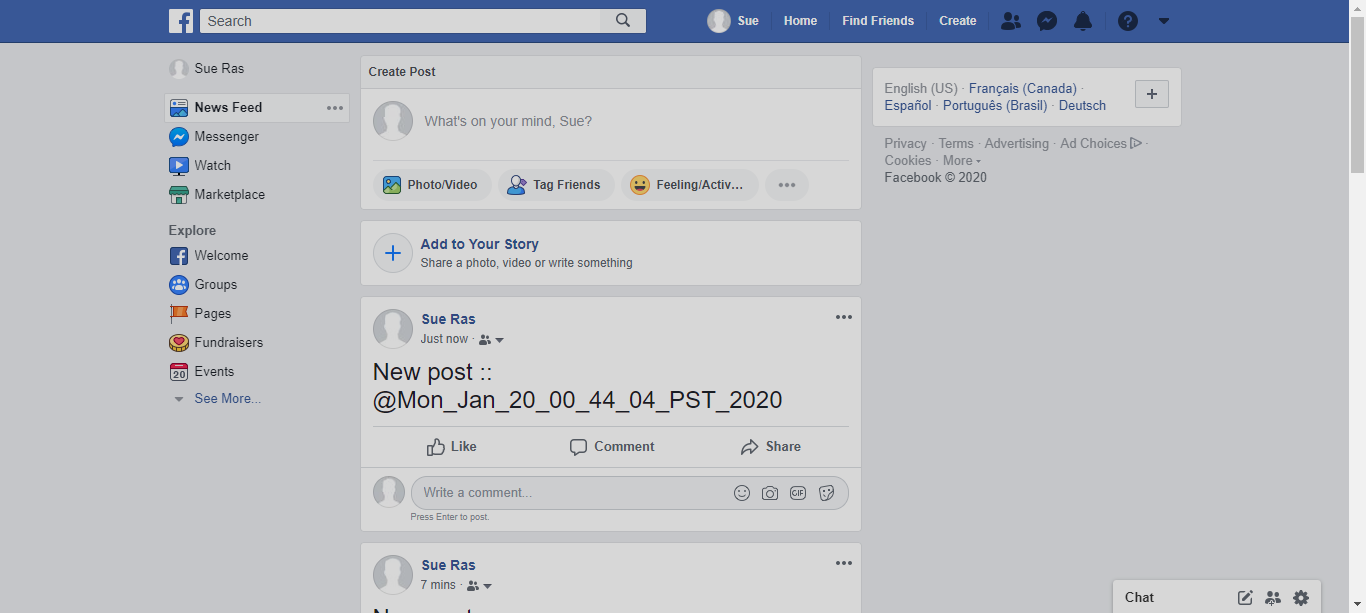 Search
Sue
Home
Find Friends
Create
Sue Ras
News Feed
Messenger
Watch
Marketplace
Explore
Welcome
Groups
Pages
Fundraisers
20
Events
See More...
Create Post
What's on your mind, Sue?
Photo/Video
Tag Friends
Feeling/Activ...
Add to Your Story
Share a photo, video or write something
Sue Ras
Just now ·
New post ::
@Mon_Jan_20_00_44_04_PST_2020
Like
Comment
Share
Write a comment...
GIF
Press Enter to post.
Sue Ras
7 mins ·
English (US) · Français (Canada) ·
Español · Português (Brasil) · Deutsch
Privacy · Terms · Advertising · Ad Choices ·
Cookies · More
Facebook © 2020
Chat